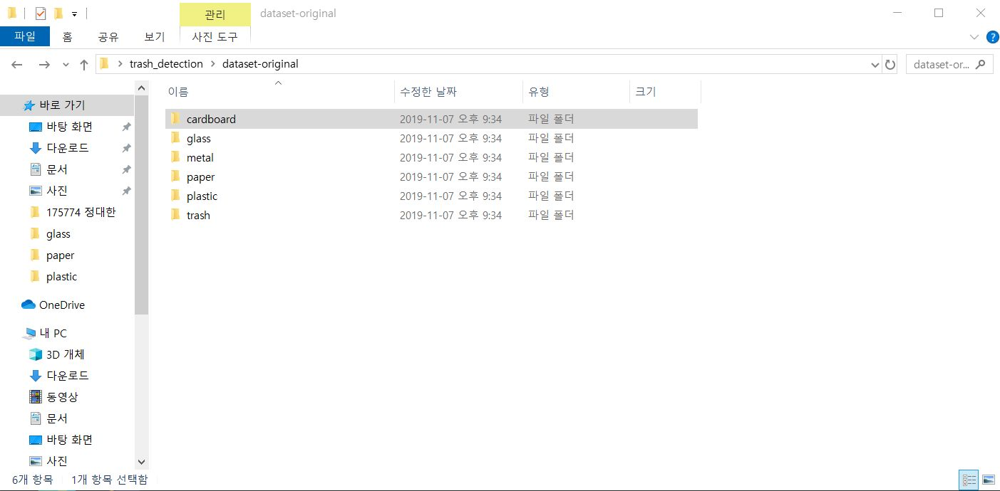 관리
dataset-original
파일
홈
공유
보기
사진 도구
trash_detection
dataset-original
dataset-or...
이름
수정한 날짜
유형
크기
cardboard 2019-11-07 오후 9:34 파일 폴더
glass 2019-11-07 오후 9:34 파일 폴더
metal 2019-11-07 오후 9:34 파일 폴더
paper 2019-11-07 오후 9:34 파일 폴더
plastic 2019-11-07 오후 9:34 파일 폴더
trash 2019-11-07 오후 9:34 파일 폴더
바로 가기
바탕 화면
다운로드
문서
사진
175774 정대한
glass
paper
plastic
OneDrive
내 PC
3D 개체
다운로드
동영상
문서
바탕 화면
사진
6개 항목
1개 항목 선택함